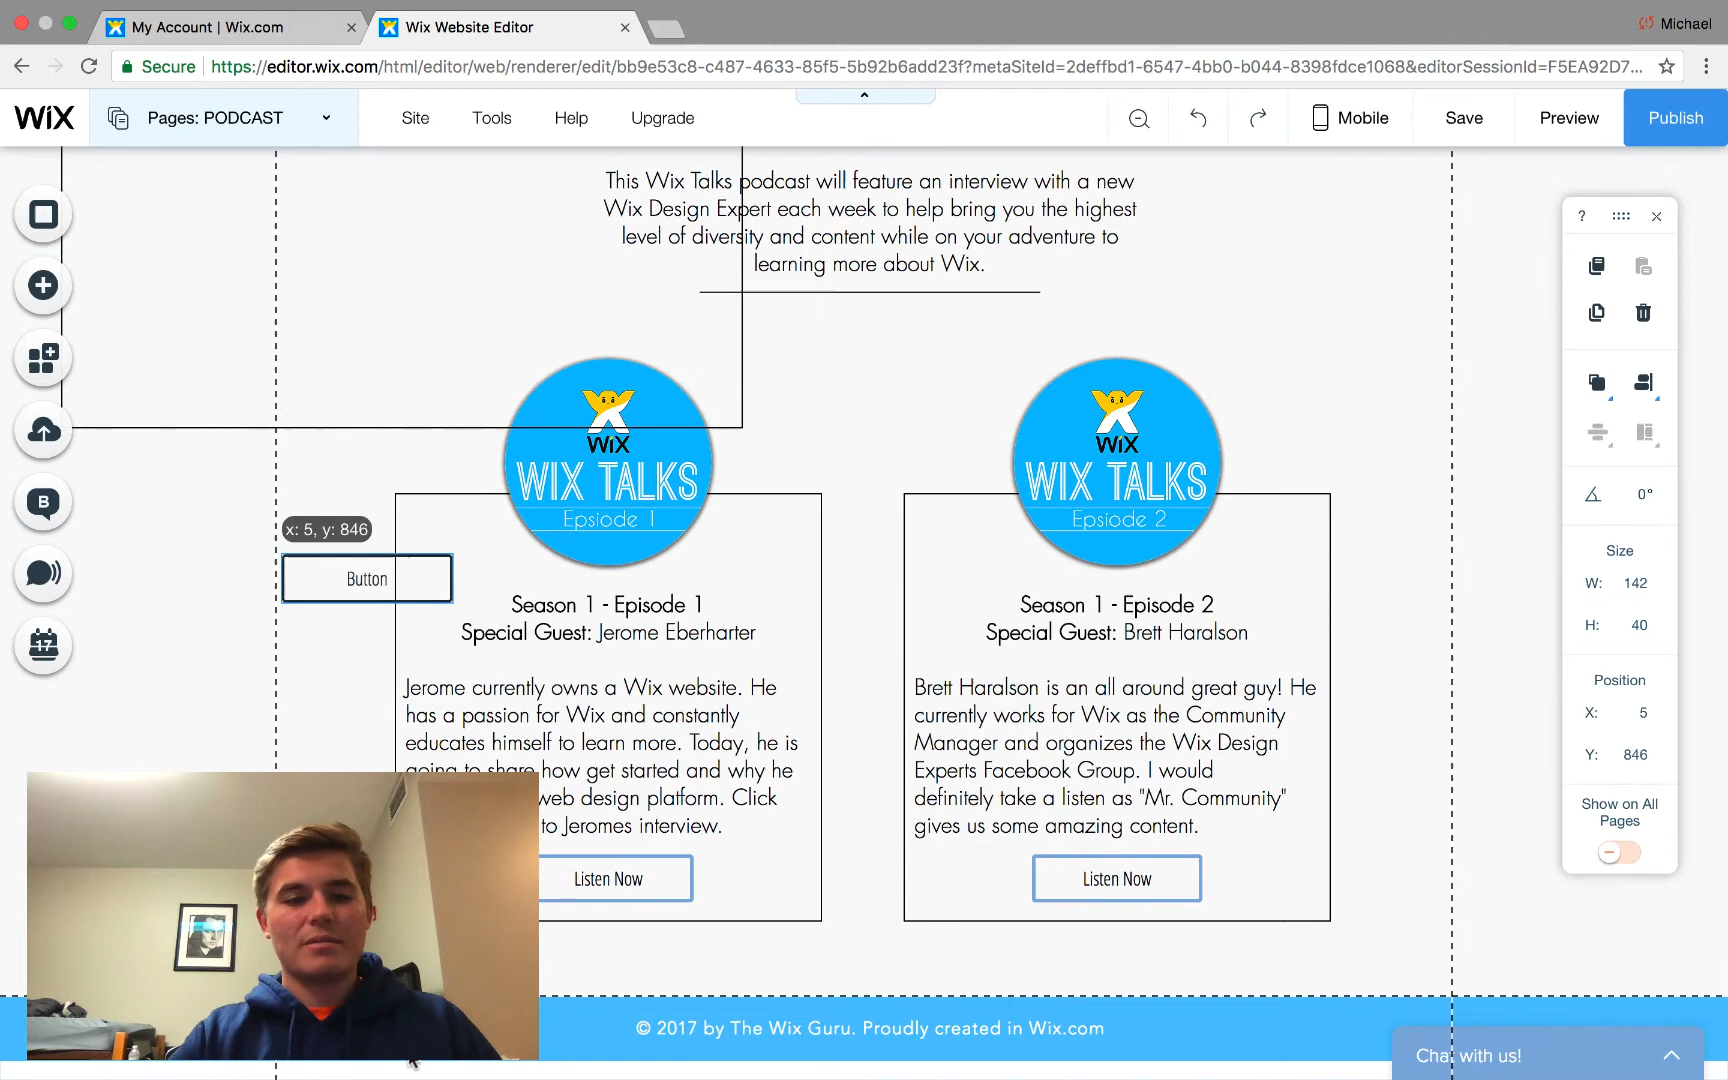 My Account | Wix.com
Wix Website Editor
Michael
Secure
https://editor.wix.com/html/editor/web/renderer/edit/bb9e53c8-c487-4633-85f5-5b92b6add23f?metaSiteId=2deffbd1-6547-4bb0-b044-8398fdce1068&editorSessionId=F5EA92D7...
WiX
Pages: PODCAST
Site
Tools
Help
Upgrade
Mobile
Save
Preview
Publish
This Wix Talks podcast will feature an interview with a new
Wix Design Expert each week to help bring you the highest
level of diversity and content while on your adventure to
learning more about Wix.
WiX
WIX TALKS
Epsiode 1
WiX
WIX TALKS
Epsiode 2
x: 5, y: 846
Button
Season 1 - Episode 1
Special Guest: Jerome Eberharter
Jerome currently owns a Wix website. He
has a passion for Wix and constantly
educates himself to learn more. Today, he is
going to share how get started and why he
web design platform. Click
to Jeromes interview.
Listen Now
Season 1 - Episode 2
Special Guest: Brett Haralson
Brett Haralson is an all around great guy! He
currently works for Wix as the Community
Manager and organizes the Wix Design
Experts Facebook Group. I would
definitely take a listen as "Mr. Community"
gives us some amazing content.
Listen Now
B
17
?
0°
Size
W: 142
H: 40
Position
X: 5
Y: 846
Show on All
Pages
© 2017 by The Wix Guru. Proudly created in Wix.com
Chat with us!